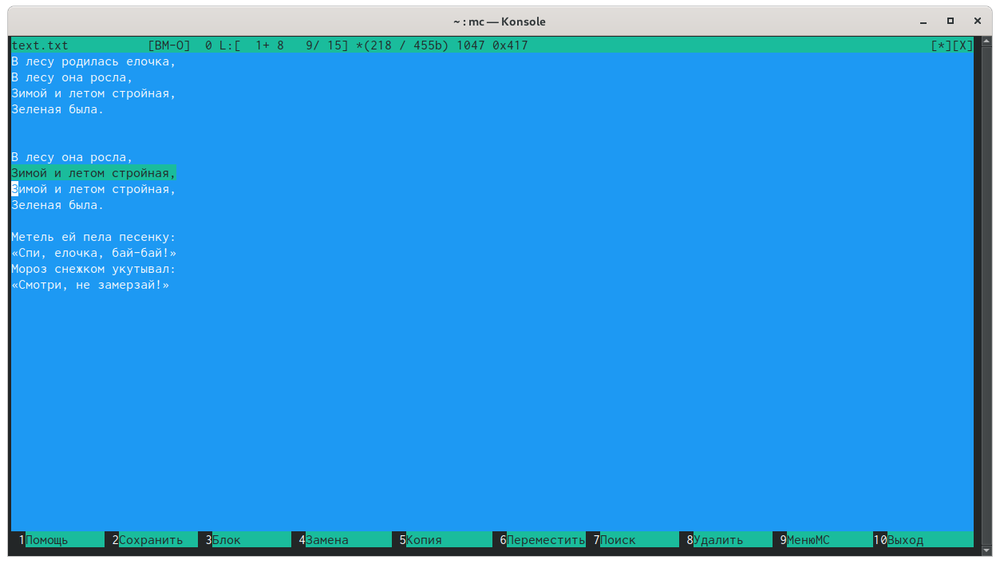 ~ : mc — Konsole
text.txt [BM-O] 0 L:[ 1+ 8 9/ 15] *(218 / 455b) 1047 0x417 [*][X]
В лесу родилась елочка,
В лесу она росла,
Зимой и летом стройная,
Зеленая была.
В лесу она росла,
Зимой и летом стройная,
Зимой и летом стройная,
Зеленая была.
Метель ей пела песенку:
«Спи, елочка, бай-бай!»
Мороз снежком укутывал:
«Смотри, не замерзай!»
1Помощь 2Сохранить 3Блок 4Замена 5Копия 6Переместить 7Поиск 8Удалить 9МенюMC 10Выход